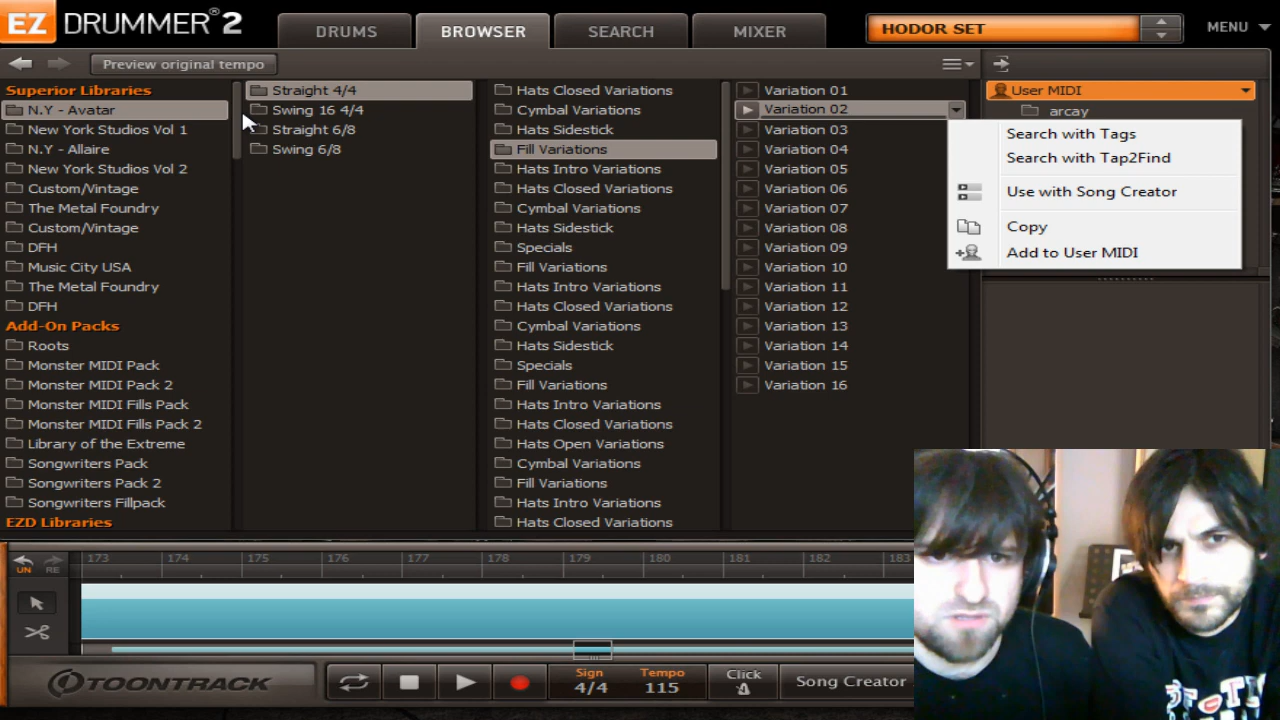 EZ DRUMMER® 2
DRUMS
BROWSER
SEARCH
MIXER
HODOR SET
MENU
Preview original tempo
Superior Libraries
N.Y - Avatar
New York Studios Vol 1
N.Y - Allaire
New York Studios Vol 2
Custom/Vintage
The Metal Foundry
Custom/Vintage
DFH
Music City USA
The Metal Foundry
DFH
Add-On Packs
Roots
Monster MIDI Pack
Monster MIDI Pack 2
Monster MIDI Fills Pack
Monster MIDI Fills Pack 2
Library of the Extreme
Songwriters Pack
Songwriters Pack 2
Songwriters Fillpack
EZD Libraries
Straight 4/4
Swing 16 4/4
Straight 6/8
Swing 6/8
Hats Closed Variations
Cymbal Variations
Hats Sidestick
Fill Variations
Hats Intro Variations
Hats Closed Variations
Cymbal Variations
Hats Sidestick
Specials
Fill Variations
Hats Intro Variations
Hats Closed Variations
Cymbal Variations
Hats Sidestick
Specials
Fill Variations
Hats Intro Variations
Hats Closed Variations
Hats Open Variations
Cymbal Variations
Fill Variations
Hats Intro Variations
Hats Closed Variations
Variation 01
Variation 02
Variation 03
Variation 04
Variation 05
Variation 06
Variation 07
Variation 08
Variation 09
Variation 10
Variation 11
Variation 12
Variation 13
Variation 14
Variation 15
Variation 16
User MIDI
arcay
Search with Tags
Search with Tap2Find
Use with Song Creator
Copy
Add to User MIDI
UN RE
173 174 175 176 177 178 179 180 181 182 183
TOONTRACK
Sign
4/4
Tempo
115
Click
Song Creator